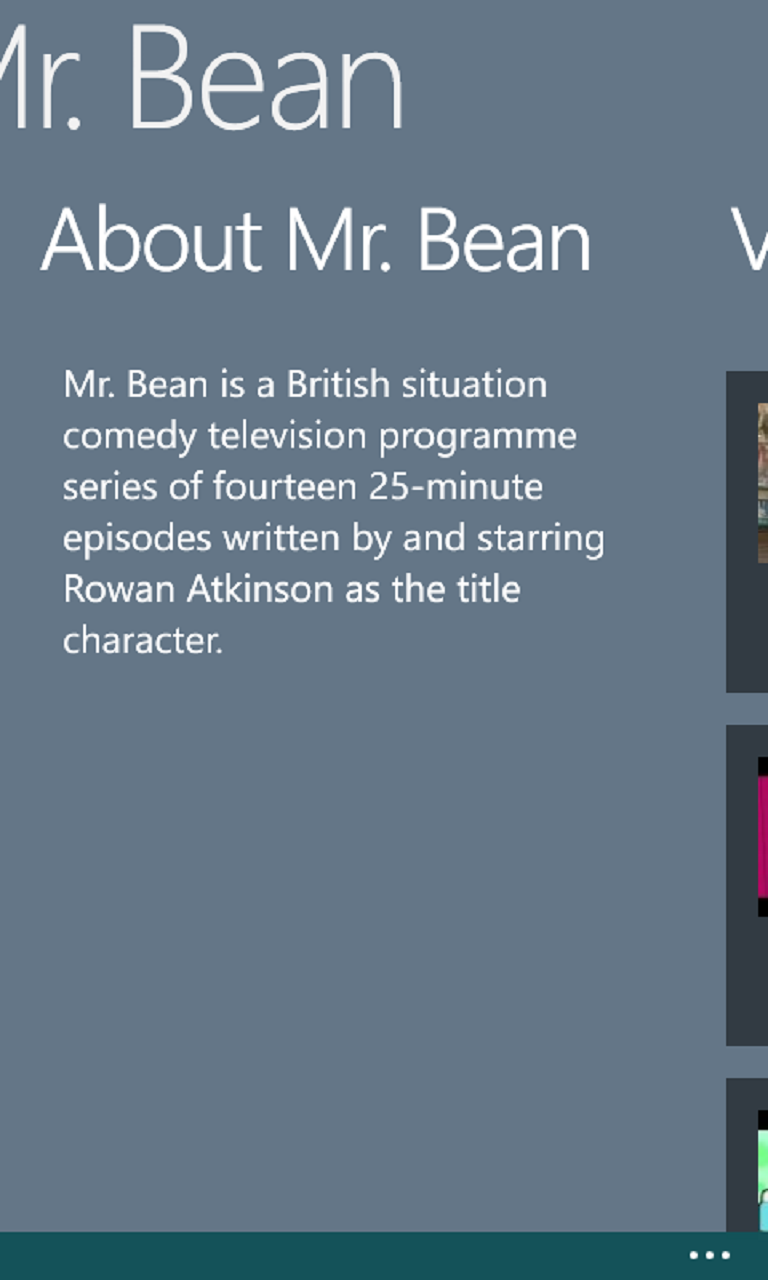 Mr. Bean
About Mr. Bean
Mr. Bean is a British situation
comedy television programme
series of fourteen 25-minute
episodes written by and starring
Rowan Atkinson as the title
character.